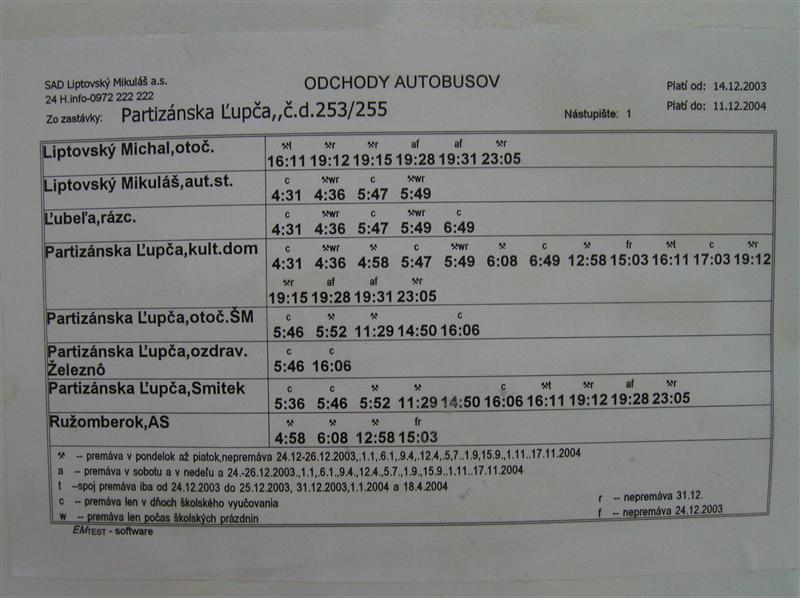 SAD Liptovský Mikuláš a.s.
24 H.info-0972 222 222
ODCHODY AUTOBUSOV
Platí od: 14.12.2003
Platí do: 11.12.2004
Zo zastávky: Partizánska Ľupča,,č.d.253/255
Nástupište: 1
⚒t ⚒r ⚒r af af ⚒r
Liptovský Michal,otoč. 16:11 19:12 19:15 19:28 19:31 23:05
c ⚒wr c ⚒wr
Liptovský Mikuláš,aut.st. 4:31 4:36 5:47 5:49
c ⚒wr c ⚒wr c
Ľubeľa,rázc. 4:31 4:36 5:47 5:49 6:49
c ⚒wr ⚒ c ⚒wr ⚒ c ⚒ fr ⚒t c ⚒r
Partizánska Ľupča,kult.dom 4:31 4:36 4:58 5:47 5:49 6:08 6:49 12:58 15:03 16:11 17:03 19:12
⚒r af af ⚒r
19:15 19:28 19:31 23:05
c ⚒ ⚒ ⚒ c
Partizánska Ľupča,otoč.ŠM 5:46 5:52 11:29 14:50 16:06
c c
Partizánska Ľupča,ozdrav. 5:46 16:06
Železnô
c c ⚒ ⚒ c ⚒t ⚒r af ⚒r
Partizánska Ľupča,Smitek 5:36 5:46 5:52 11:29 14:50 16:06 16:11 19:12 19:28 23:05
⚒ ⚒ ⚒ fr
Ružomberok,AS 4:58 6:08 12:58 15:03
⚒ -- premáva v pondelok až piatok,nepremáva 24.12-26.12.2003,.1.1,.6.1,.9.4,.12.4,.5.7,.1.9,15.9.,1.11..17.11.2004
a -- premáva v sobotu a v nedeľu a 24.-26.12.2003,.1.1,.6.1,.9.4,.12.4.,5.7.,1.9.,15.9..1.11..17.11.2004
t --spoj premáva iba od 24.12.2003 do 25.12.2003, 31.12.2003,1.1.2004 a 18.4.2004
c -- premáva len v dňoch školského vyučovania
r -- nepremáva 31.12.
w -- premáva len počas školských prázdnin
f -- nepremáva 24.12.2003
EMTEST - software